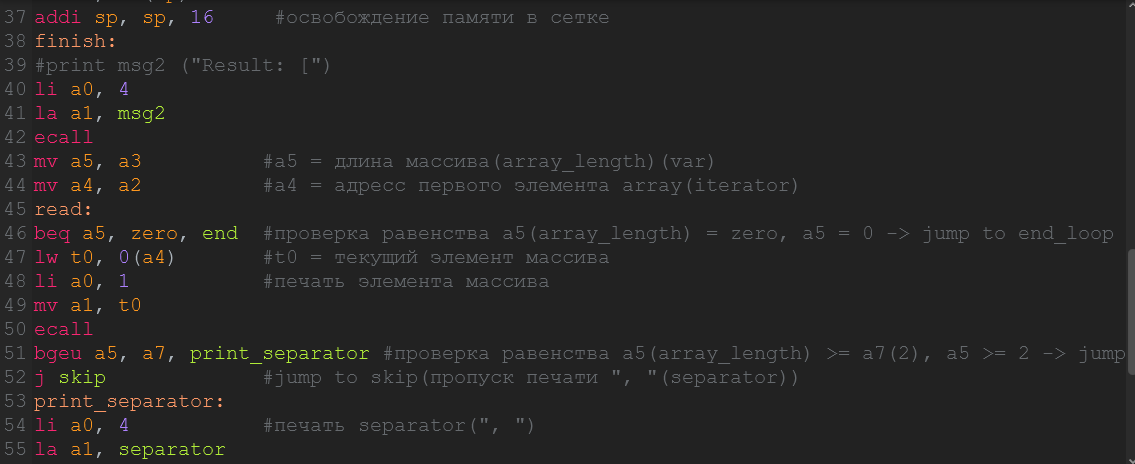 37 addi sp, sp, 16 #освобождение памяти в сетке
38 finish:
39 #print msg2 ("Result: [")
40 li a0, 4
41 la a1, msg2
42 ecall
43 mv a5, a3 #a5 = длина массива(array_length)(var)
44 mv a4, a2 #a4 = адресс первого элемента array(iterator)
45 read:
46 beq a5, zero, end #проверка равенства a5(array_length) = zero, a5 = 0 -> jump to end_loop
47 lw t0, 0(a4) #t0 = текущий элемент массива
48 li a0, 1 #печать элемента массива
49 mv a1, t0
50 ecall
51 bgeu a5, a7, print_separator #проверка равенства a5(array_length) >= a7(2), a5 >= 2 -> jump
52 j skip #jump to skip(пропуск печати ", "(separator))
53 print_separator:
54 li a0, 4 #печать separator(", ")
55 la a1, separator